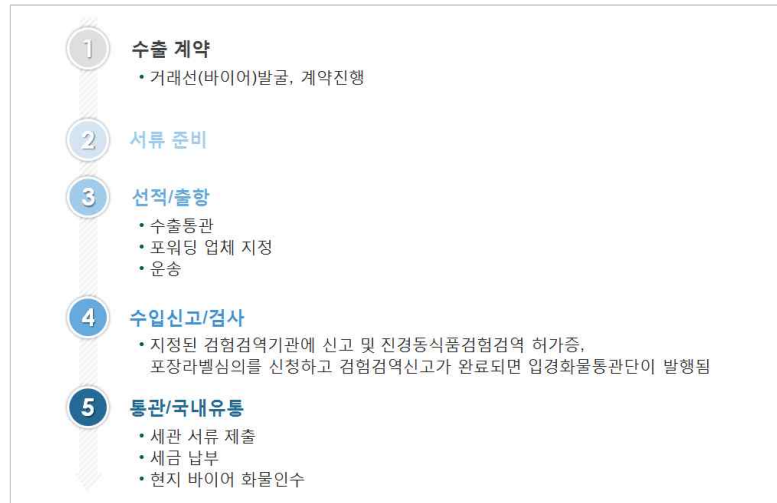 1 수출 계약
• 거래선(바이어)발굴, 계약진행
2 서류 준비
3 선적/출항
• 수출통관
• 포워딩 업체 지정
• 운송
4 수입신고/검사
• 지정된 검험검역기관에 신고 및 진경동식품검험검역 허가증,
포장라벨심의를 신청하고 검험검역신고가 완료되면 입경화물통관단이 발행됨
5 통관/국내유통
• 세관 서류 제출
• 세금 납부
• 현지 바이어 화물인수